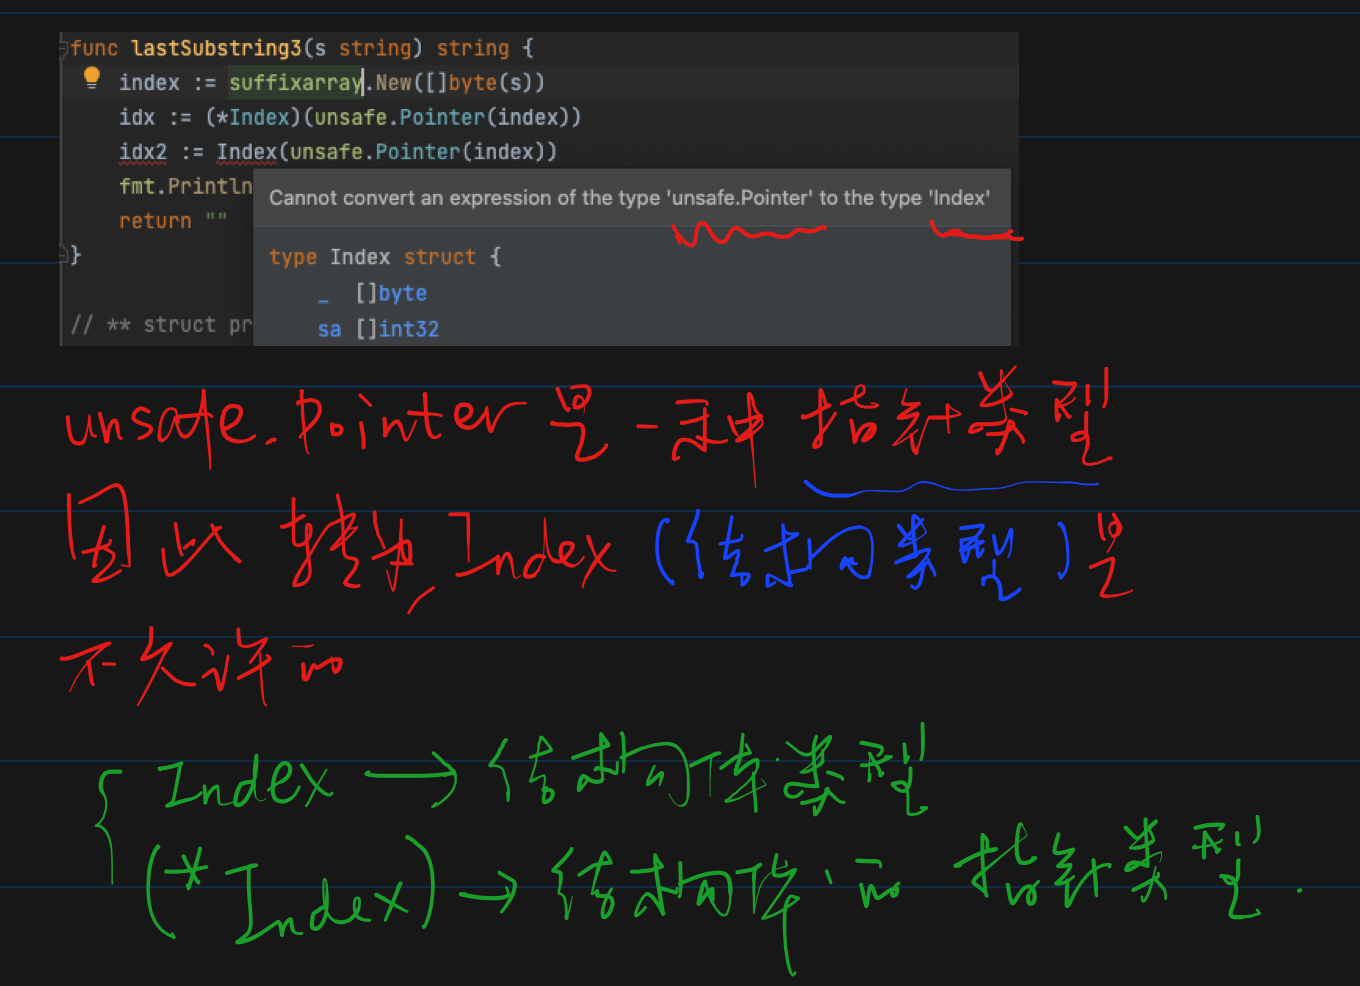 func lastSubstring3(s string) string {
index := suffixarray.New([]byte(s))
idx := (*Index)(unsafe.Pointer(index))
idx2 := Index(unsafe.Pointer(index))
fmt.Println
Cannot convert an expression of the type 'unsafe.Pointer' to the type 'Index'
return ""
type Index struct {
}
_ []byte
// ** struct pr
sa []int32
unsafe.Pointer 是一种 指针类型
因此 转换 Index (结构类型) 是
不允许的
Index → 结构体类型
(*Index) → 结构体的 指针类型.